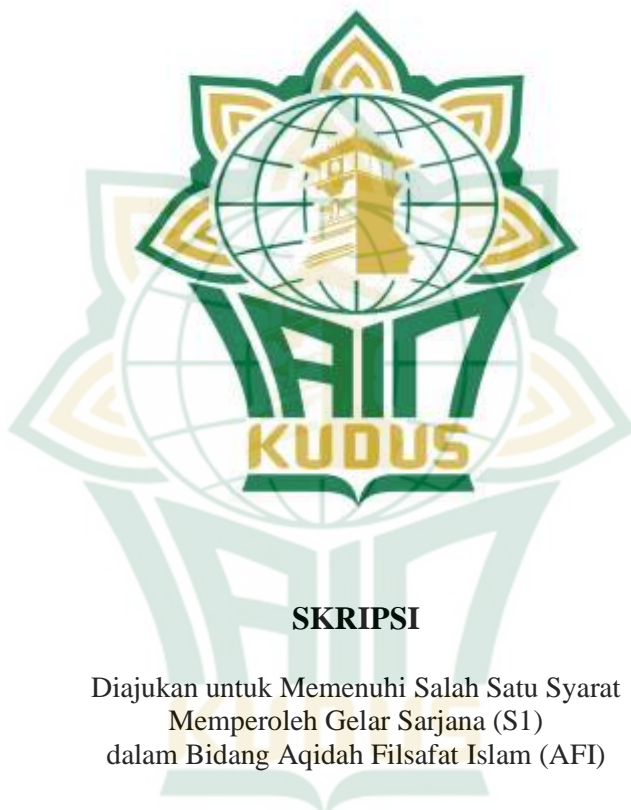 IAIN
KUDUS
SKRIPSI
Diajukan untuk Memenuhi Salah Satu Syarat
Memperoleh Gelar Sarjana (S1)
dalam Bidang Aqidah Filsafat Islam (AFI)